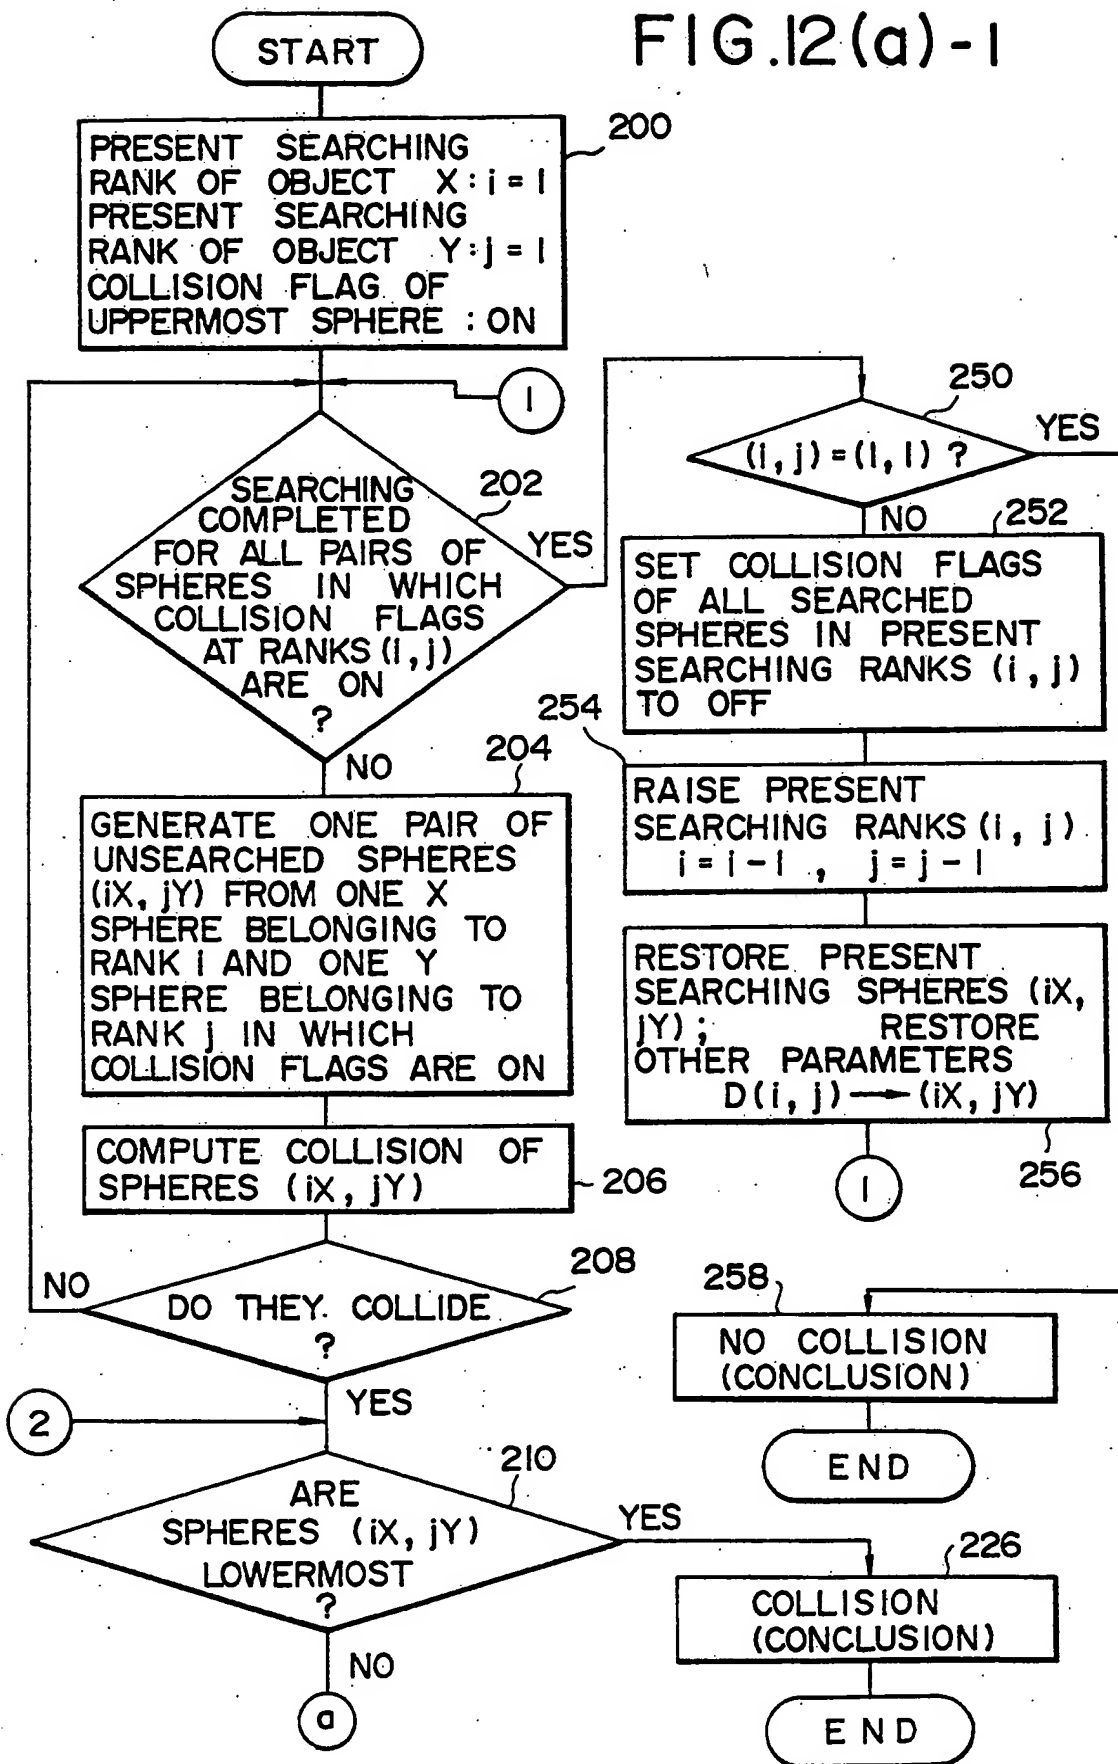 FIG.12(a)-1
START
200
PRESENT SEARCHING
RANK OF OBJECT X:i=1
PRESENT SEARCHING
RANK OF OBJECT Y:j=1
COLLISION FLAG OF
UPPERMOST SPHERE : ON
1
202
SEARCHING
COMPLETED
FOR ALL PAIRS OF
SPHERES IN WHICH
COLLISION FLAGS
AT RANKS (i,j)
ARE ON
?
YES
NO
204
GENERATE ONE PAIR OF
UNSEARCHED SPHERES
(iX, jY) FROM ONE X
SPHERE BELONGING TO
RANK i AND ONE Y
SPHERE BELONGING TO
RANK j IN WHICH
COLLISION FLAGS ARE ON
COMPUTE COLLISION OF
SPHERES (iX, jY)
206
208
NO
DO THEY COLLIDE
?
YES
2
210
ARE
SPHERES (iX, jY)
LOWERMOST
?
YES
NO
a
250
(i,j)=(1,1) ?
YES
NO
252
SET COLLISION FLAGS
OF ALL SEARCHED
SPHERES IN PRESENT
SEARCHING RANKS (i,j)
TO OFF
254
RAISE PRESENT
SEARCHING RANKS (i,j)
i=i-1 , j=j-1
RESTORE PRESENT
SEARCHING SPHERES (iX,
jY); RESTORE
OTHER PARAMETERS
D(i,j)→(iX, jY)
256
1
258
NO COLLISION
(CONCLUSION)
END
226
COLLISION
(CONCLUSION)
END